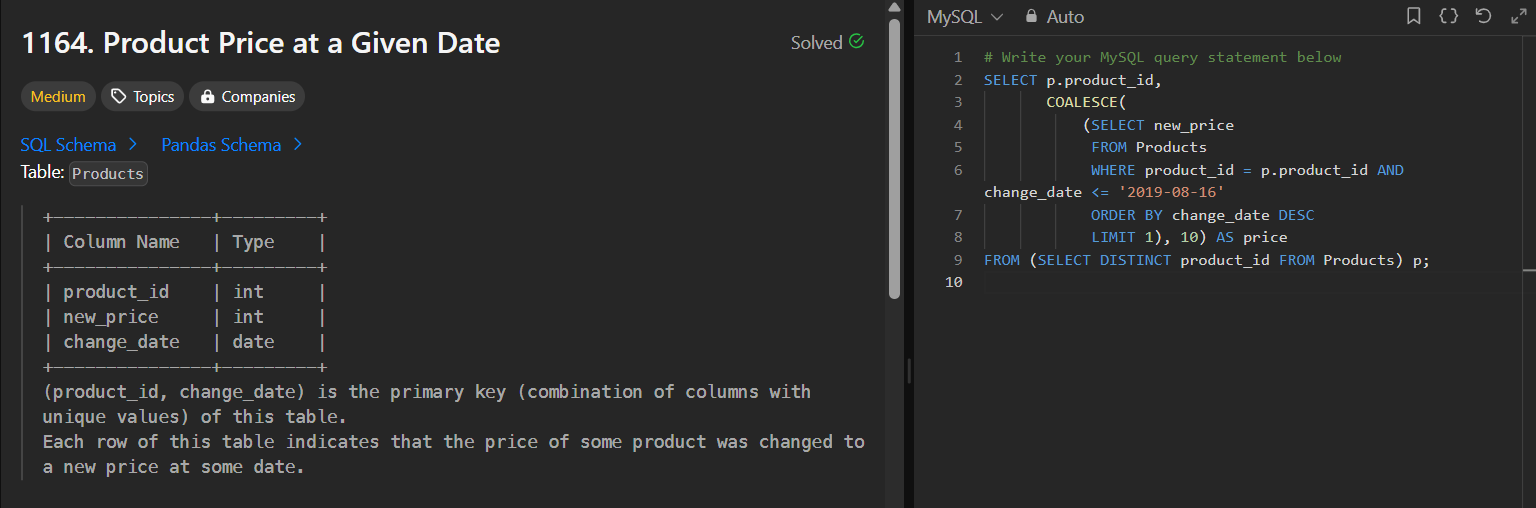 1164. Product Price at a Given Date
Solved
Medium Topics Companies
SQL Schema > Pandas Schema >
Table: Products
+---------------+---------+
| Column Name   | Type    |
+---------------+---------+
| product_id    | int     |
| new_price     | int     |
| change_date   | date    |
+---------------+---------+
(product_id, change_date) is the primary key (combination of columns with
unique values) of this table.
Each row of this table indicates that the price of some product was changed to
a new price at some date.
MySQL Auto
1 # Write your MySQL query statement below
2 SELECT p.product_id,
3        COALESCE(
4            (SELECT new_price
5             FROM Products
6             WHERE product_id = p.product_id AND
change_date <= '2019-08-16'
7             ORDER BY change_date DESC
8             LIMIT 1), 10) AS price
9 FROM (SELECT DISTINCT product_id FROM Products) p;
10